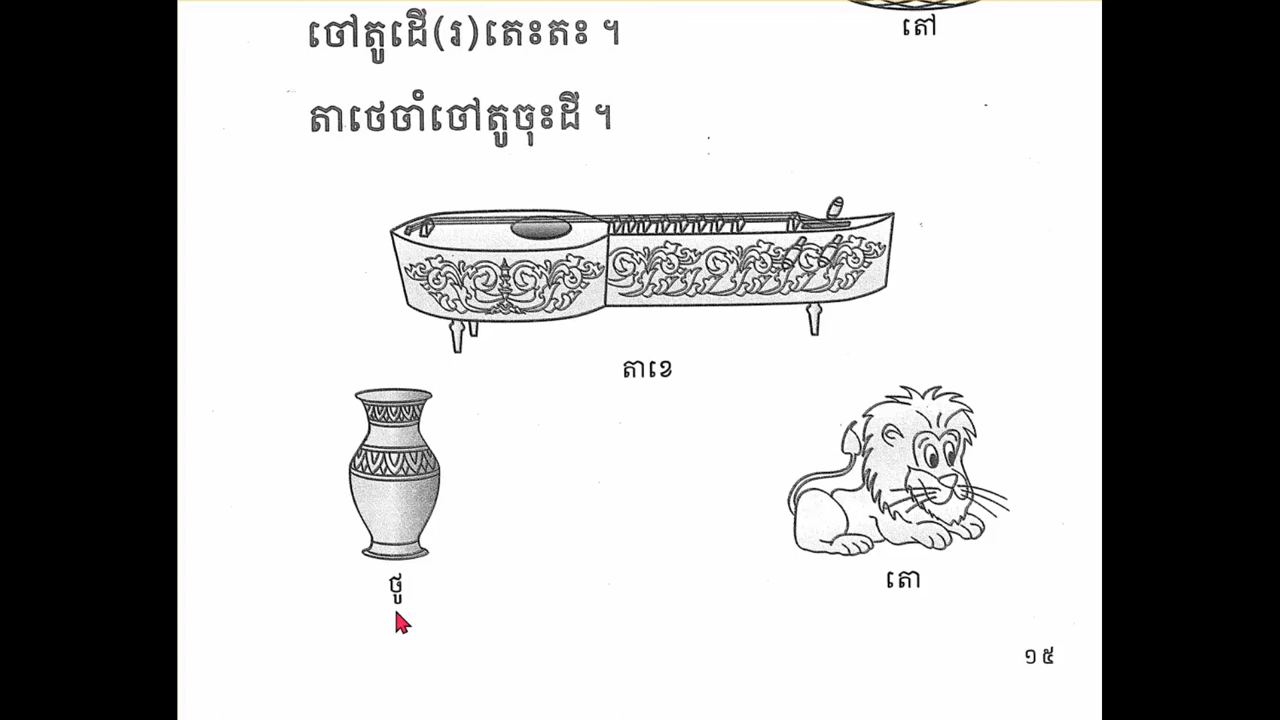 តៅ
ចៅតូដើ(រ)តេះតះ ។
តាថេចាំចៅតូចុះដី ។
តាខេ
ថូ
តោ
១៥